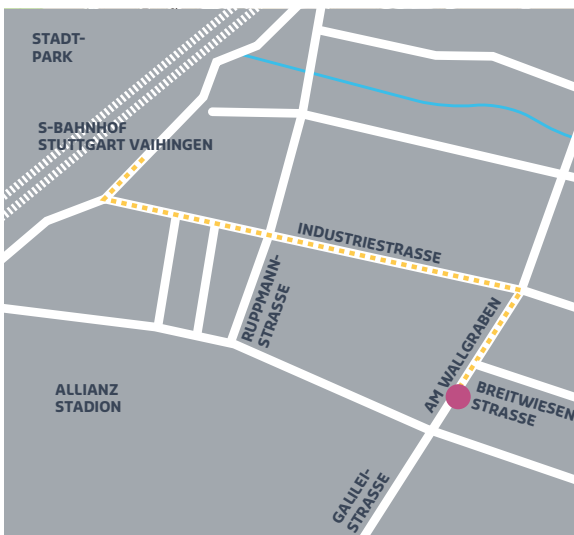 STADT-
PARK
S-BAHNHOF
STUTTGART VAIHINGEN
INDUSTRIESTRASSE
RUPPMANN-
STRASSE
AM WALLGRABEN
BREITWIESEN
STRASSE
ALLIANZ
STADION
GALILEI-
STRASSE